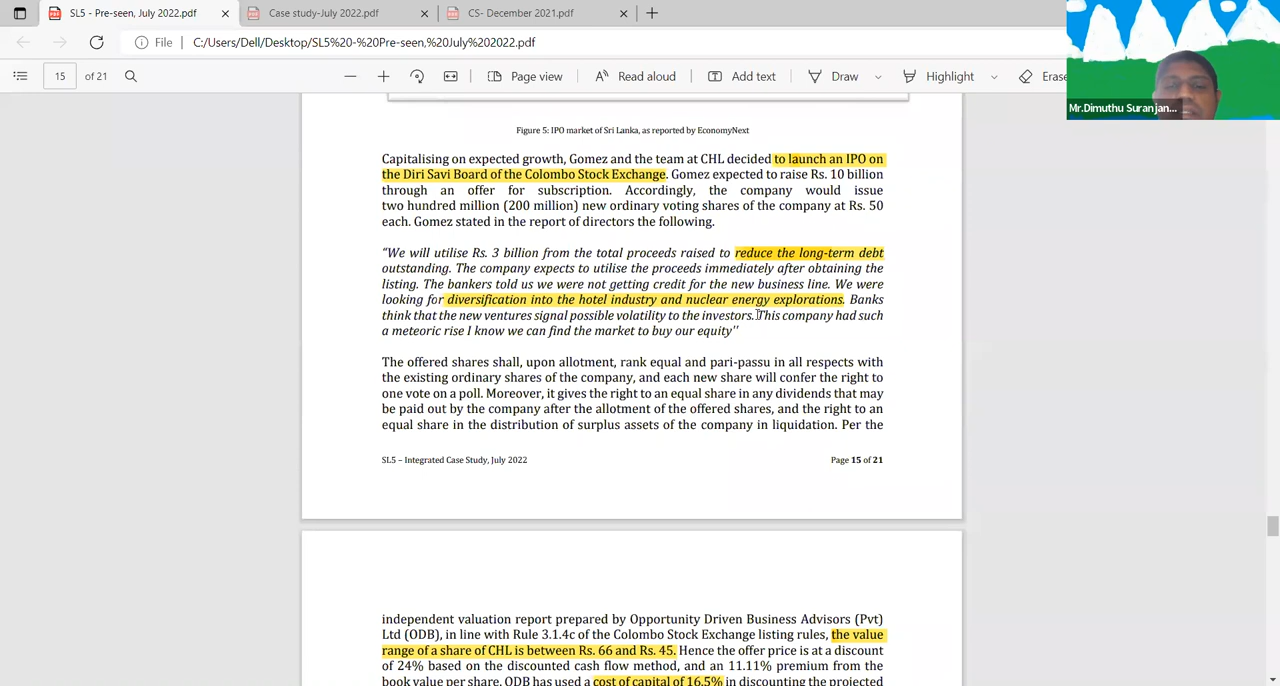 SL5 - Pre-seen, July 2022.pdf
Case study-July 2022.pdf
CS- December 2021.pdf
File
C:/Users/Dell/Desktop/SL5%20-%20Pre-seen,%20July%202022.pdf
15 of 21
Page view
Read aloud
Add text
Draw
Highlight
Erase
Mr.Dimuthu Suranjan...
Figure 5: IPO market of Sri Lanka, as reported by EconomyNext
Capitalising on expected growth, Gomez and the team at CHL decided to launch an IPO on
the Diri Savi Board of the Colombo Stock Exchange. Gomez expected to raise Rs. 10 billion
through an offer for subscription. Accordingly, the company would issue
two hundred million (200 million) new ordinary voting shares of the company at Rs. 50
each. Gomez stated in the report of directors the following.
“We will utilise Rs. 3 billion from the total proceeds raised to reduce the long-term debt
outstanding. The company expects to utilise the proceeds immediately after obtaining the
listing. The bankers told us we were not getting credit for the new business line. We were
looking for diversification into the hotel industry and nuclear energy explorations. Banks
think that the new ventures signal possible volatility to the investors. This company had such
a meteoric rise I know we can find the market to buy our equity''
The offered shares shall, upon allotment, rank equal and pari-passu in all respects with
the existing ordinary shares of the company, and each new share will confer the right to
one vote on a poll. Moreover, it gives the right to an equal share in any dividends that may
be paid out by the company after the allotment of the offered shares, and the right to an
equal share in the distribution of surplus assets of the company in liquidation. Per the
SL5 – Integrated Case Study, July 2022
Page 15 of 21
independent valuation report prepared by Opportunity Driven Business Advisors (Pvt)
Ltd (ODB), in line with Rule 3.1.4c of the Colombo Stock Exchange listing rules, the value
range of a share of CHL is between Rs. 66 and Rs. 45. Hence the offer price is at a discount
of 24% based on the discounted cash flow method, and an 11.11% premium from the
book value per share. ODB has used a cost of capital of 16.5% in discounting the projected